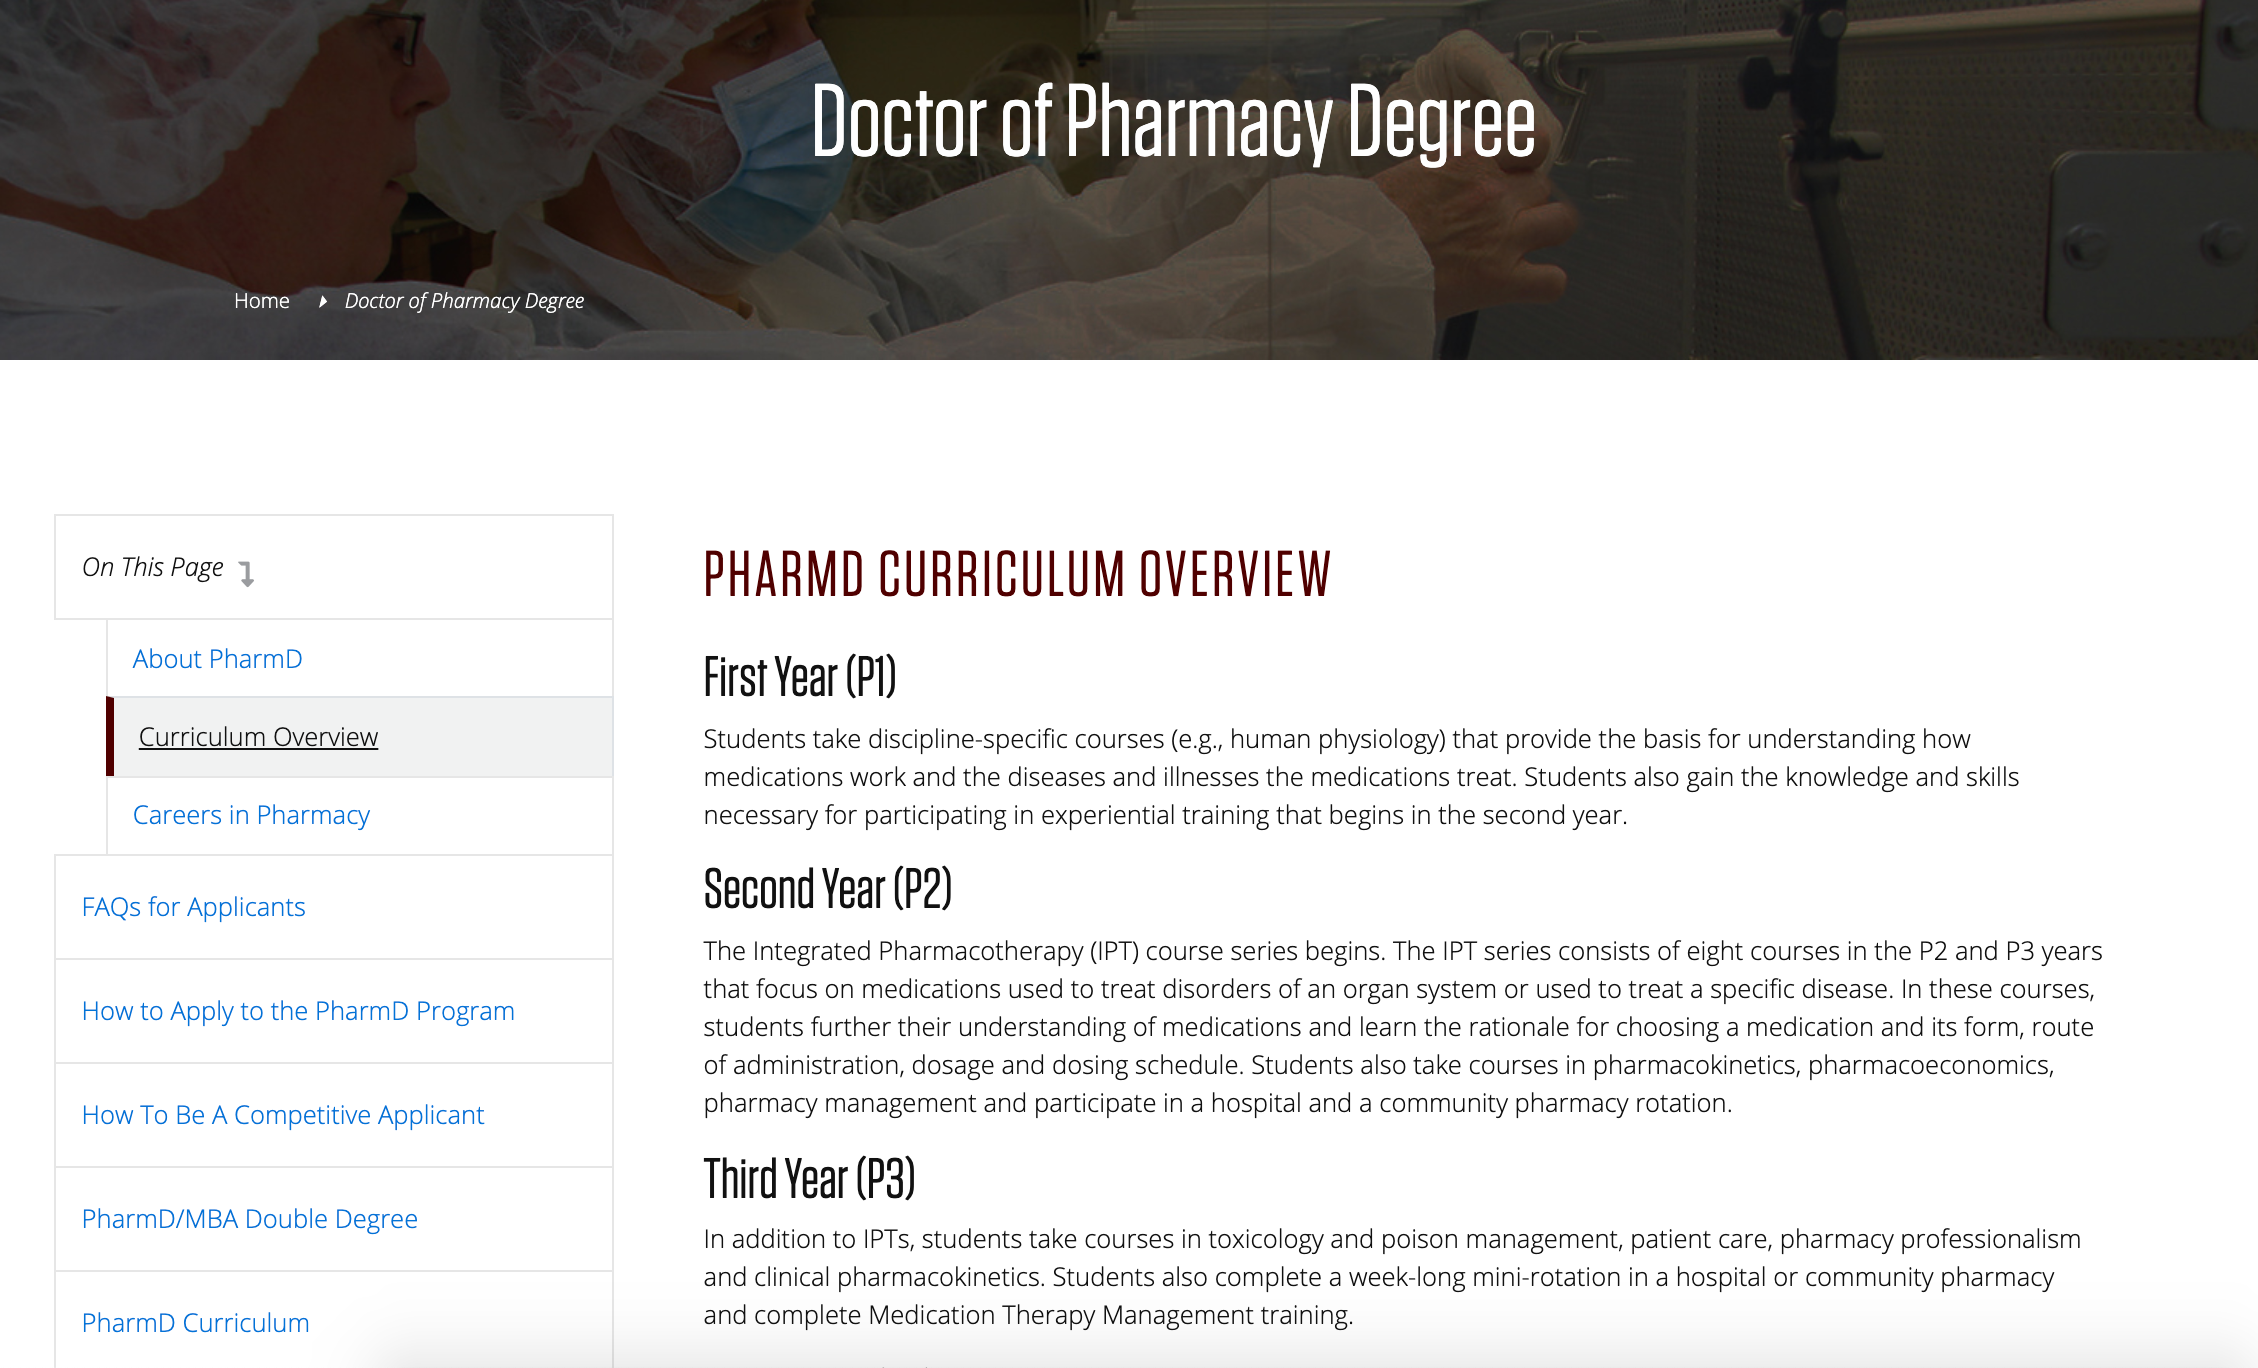 Doctor of Pharmacy Degree
Home
Doctor of Pharmacy Degree
On This Page
About PharmD
Curriculum Overview
Careers in Pharmacy
FAQs for Applicants
How to Apply to the PharmD Program
How To Be A Competitive Applicant
PharmD/MBA Double Degree
PharmD Curriculum
PHARMD CURRICULUM OVERVIEW
First Year (P1)
Students take discipline-specific courses (e.g., human physiology) that provide the basis for understanding how
medications work and the diseases and illnesses the medications treat. Students also gain the knowledge and skills
necessary for participating in experiential training that begins in the second year.
Second Year (P2)
The Integrated Pharmacotherapy (IPT) course series begins. The IPT series consists of eight courses in the P2 and P3 years
that focus on medications used to treat disorders of an organ system or used to treat a specific disease. In these courses,
students further their understanding of medications and learn the rationale for choosing a medication and its form, route
of administration, dosage and dosing schedule. Students also take courses in pharmacokinetics, pharmacoeconomics,
pharmacy management and participate in a hospital and a community pharmacy rotation.
Third Year (P3)
In addition to IPTs, students take courses in toxicology and poison management, patient care, pharmacy professionalism
and clinical pharmacokinetics. Students also complete a week-long mini-rotation in a hospital or community pharmacy
and complete Medication Therapy Management training.